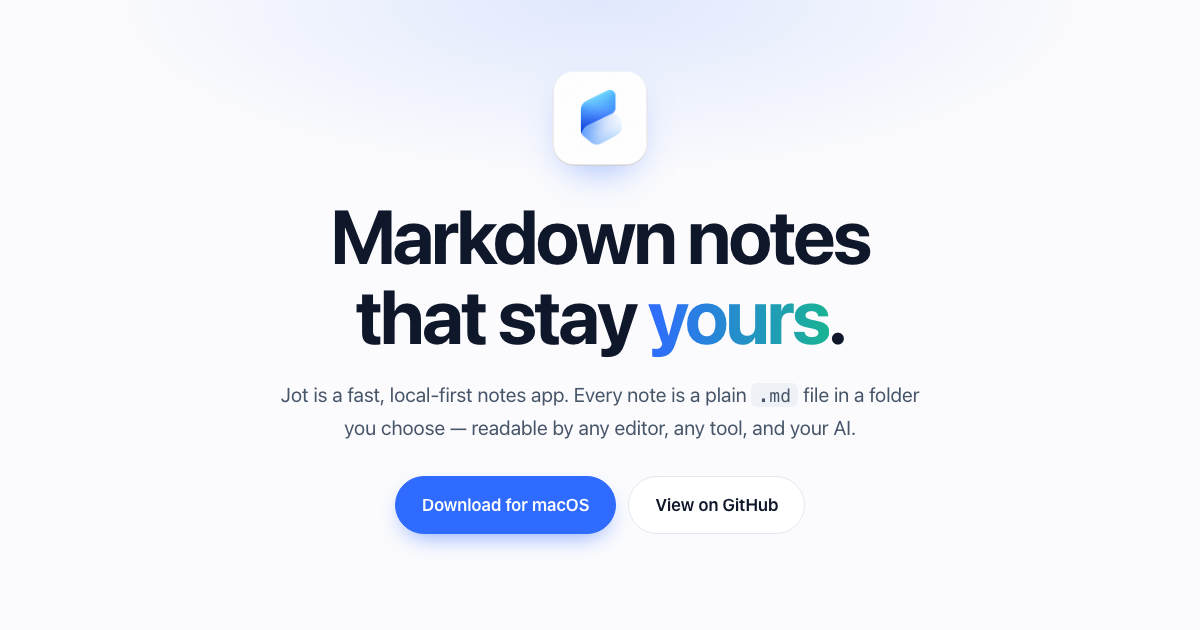 Markdown notes
that stay yours.
Jot is a fast, local-first notes app. Every note is a plain .md file in a folder
you choose — readable by any editor, any tool, and your AI.
Download for macOS
View on GitHub